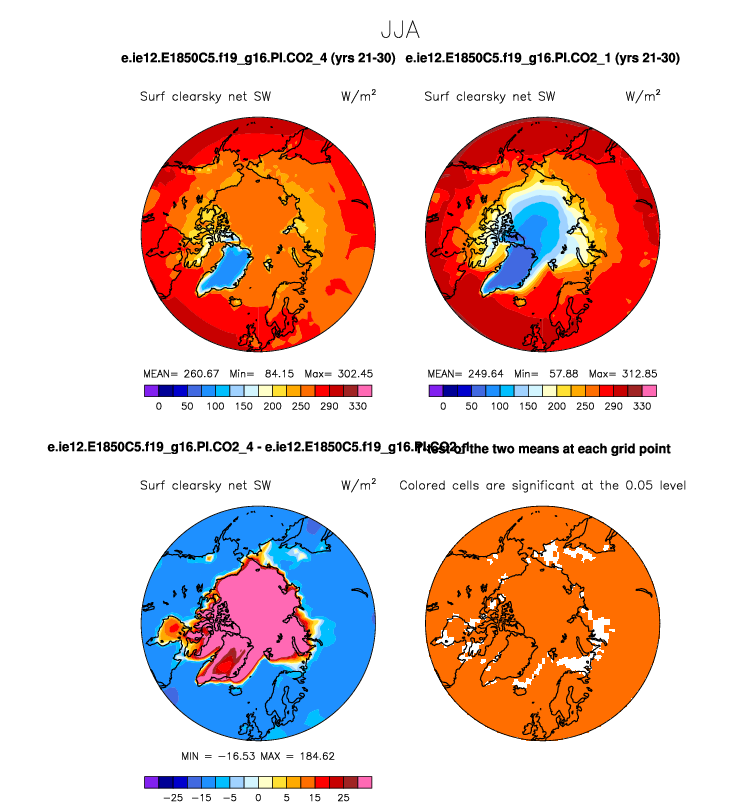 JJA
e.ie12.E1850C5.f19_g16.PI.CO2_4 (yrs 21-30) e.ie12.E1850C5.f19_g16.PI.CO2_1 (yrs 21-30)
Surf clearsky net SW W/m² Surf clearsky net SW W/m²
MEAN= 260.67 Min= 84.15 Max= 302.45 MEAN= 249.64 Min= 57.88 Max= 312.85
0 50 100 150 200 250 290 330 0 50 100 150 200 250 290 330
e.ie12.E1850C5.f19_g16.PI.CO2_4 - e.ie12.E1850C5.f19_g16.PI.CO2_1 T-test of the two means at each grid point
Surf clearsky net SW W/m² Colored cells are significant at the 0.05 level
MIN = −16.53 MAX = 184.62
−25 −15 −5 0 5 15 25